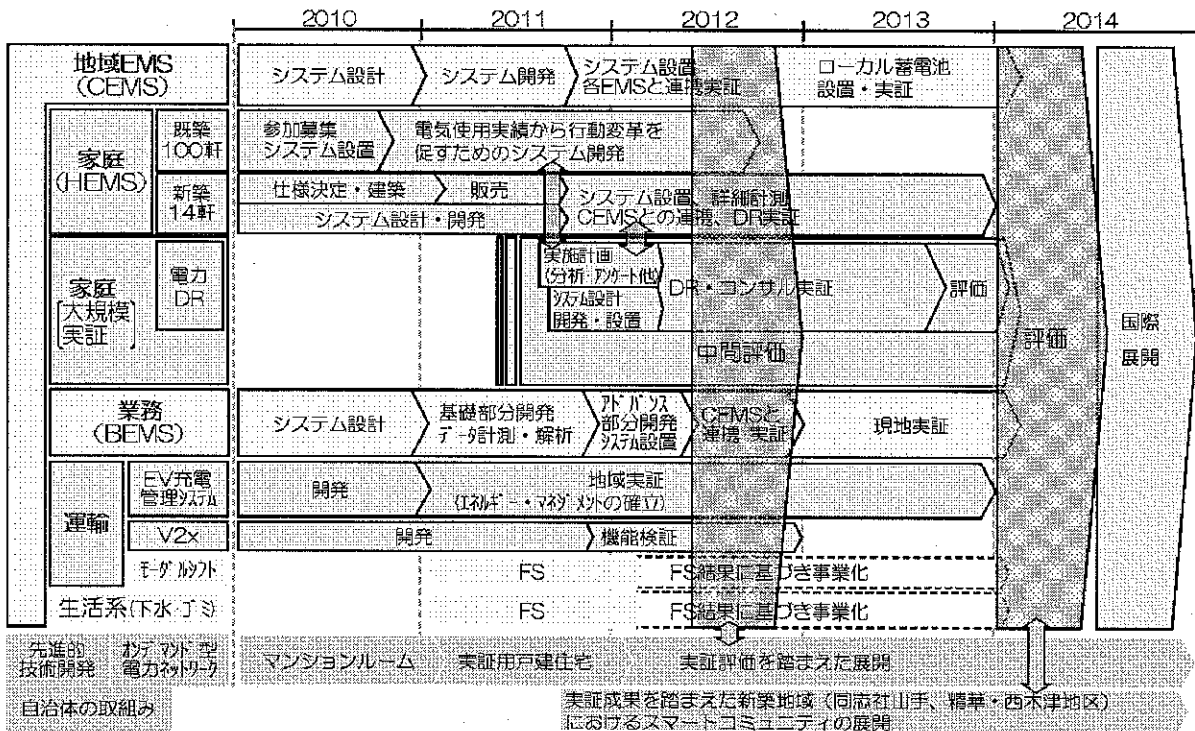 2010 2011 2012 2013 2014
地域EMS
(CEMS)
システム設計
システム開発
システム設置
各EMSと連携実証
ローカル蓄電池
設置・実証
家庭
(HEMS)
既築
100軒
参加募集
システム設置
電気使用実績から行動変革を
促すためのシステム開発
新築
14軒
仕様決定・建築
販売
システム設計・開発
システム設置、詳細計測
CEMSとの連携、DR実証
家庭
[大規模
実証]
電力
DR
実施計画
(分析・アンケート他)
システム設計
開発・設置
DR・コンサル実証
評価
中間評価
評価
国際
展開
業務
(BEMS)
システム設計
基礎部分開発
データ計測・解析
アドバンス
部分開発
システム設置
CEMSと
連携 実証
現地実証
運輸
EV充電
管理システム
開発
地域実証
(エネルギー・マネジメントの確立)
V2x
開発
機能検証
モーダルシフト
FS
FS結果に基づき事業化
生活系(下水・ゴミ)
FS
FS結果に基づき事業化
先進的
技術開発
オンデマンド型
電力ネットワーク
マンションルーム
実証用戸建住宅
実証評価を踏まえた展開
自治体の取組み
実証成果を踏まえた新築地域(同志社山手、精華・西木津地区)
におけるスマートコミュニティの展開